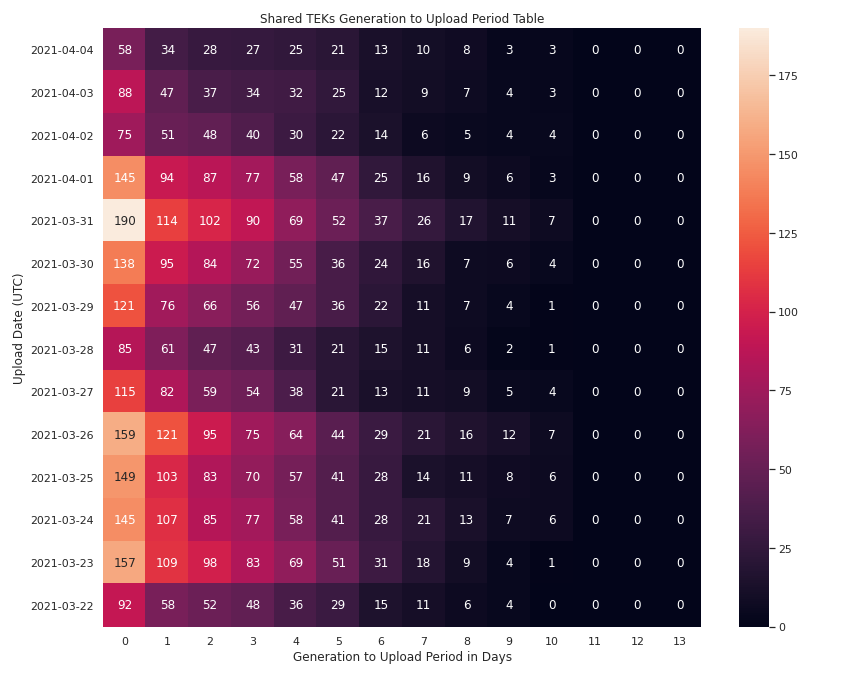 Shared TEKs Generation to Upload Period Table
Upload Date (UTC)
2021-04-04 58 34 28 27 25 21 13 10 8 3 3 0 0 0
2021-04-03 88 47 37 34 32 25 12 9 7 4 3 0 0 0
2021-04-02 75 51 48 40 30 22 14 6 5 4 4 0 0 0
2021-04-01 145 94 87 77 58 47 25 16 9 6 3 0 0 0
2021-03-31 190 114 102 90 69 52 37 26 17 11 7 0 0 0
2021-03-30 138 95 84 72 55 36 24 16 7 6 4 0 0 0
2021-03-29 121 76 66 56 47 36 22 11 7 4 1 0 0 0
2021-03-28 85 61 47 43 31 21 15 11 6 2 1 0 0 0
2021-03-27 115 82 59 54 38 21 13 11 9 5 4 0 0 0
2021-03-26 159 121 95 75 64 44 29 21 16 12 7 0 0 0
2021-03-25 149 103 83 70 57 41 28 14 11 8 6 0 0 0
2021-03-24 145 107 85 77 58 41 28 21 13 7 6 0 0 0
2021-03-23 157 109 98 83 69 51 31 18 9 4 1 0 0 0
2021-03-22 92 58 52 48 36 29 15 11 6 4 0 0 0 0
0 1 2 3 4 5 6 7 8 9 10 11 12 13
Generation to Upload Period in Days
175
150
125
100
75
50
25
0